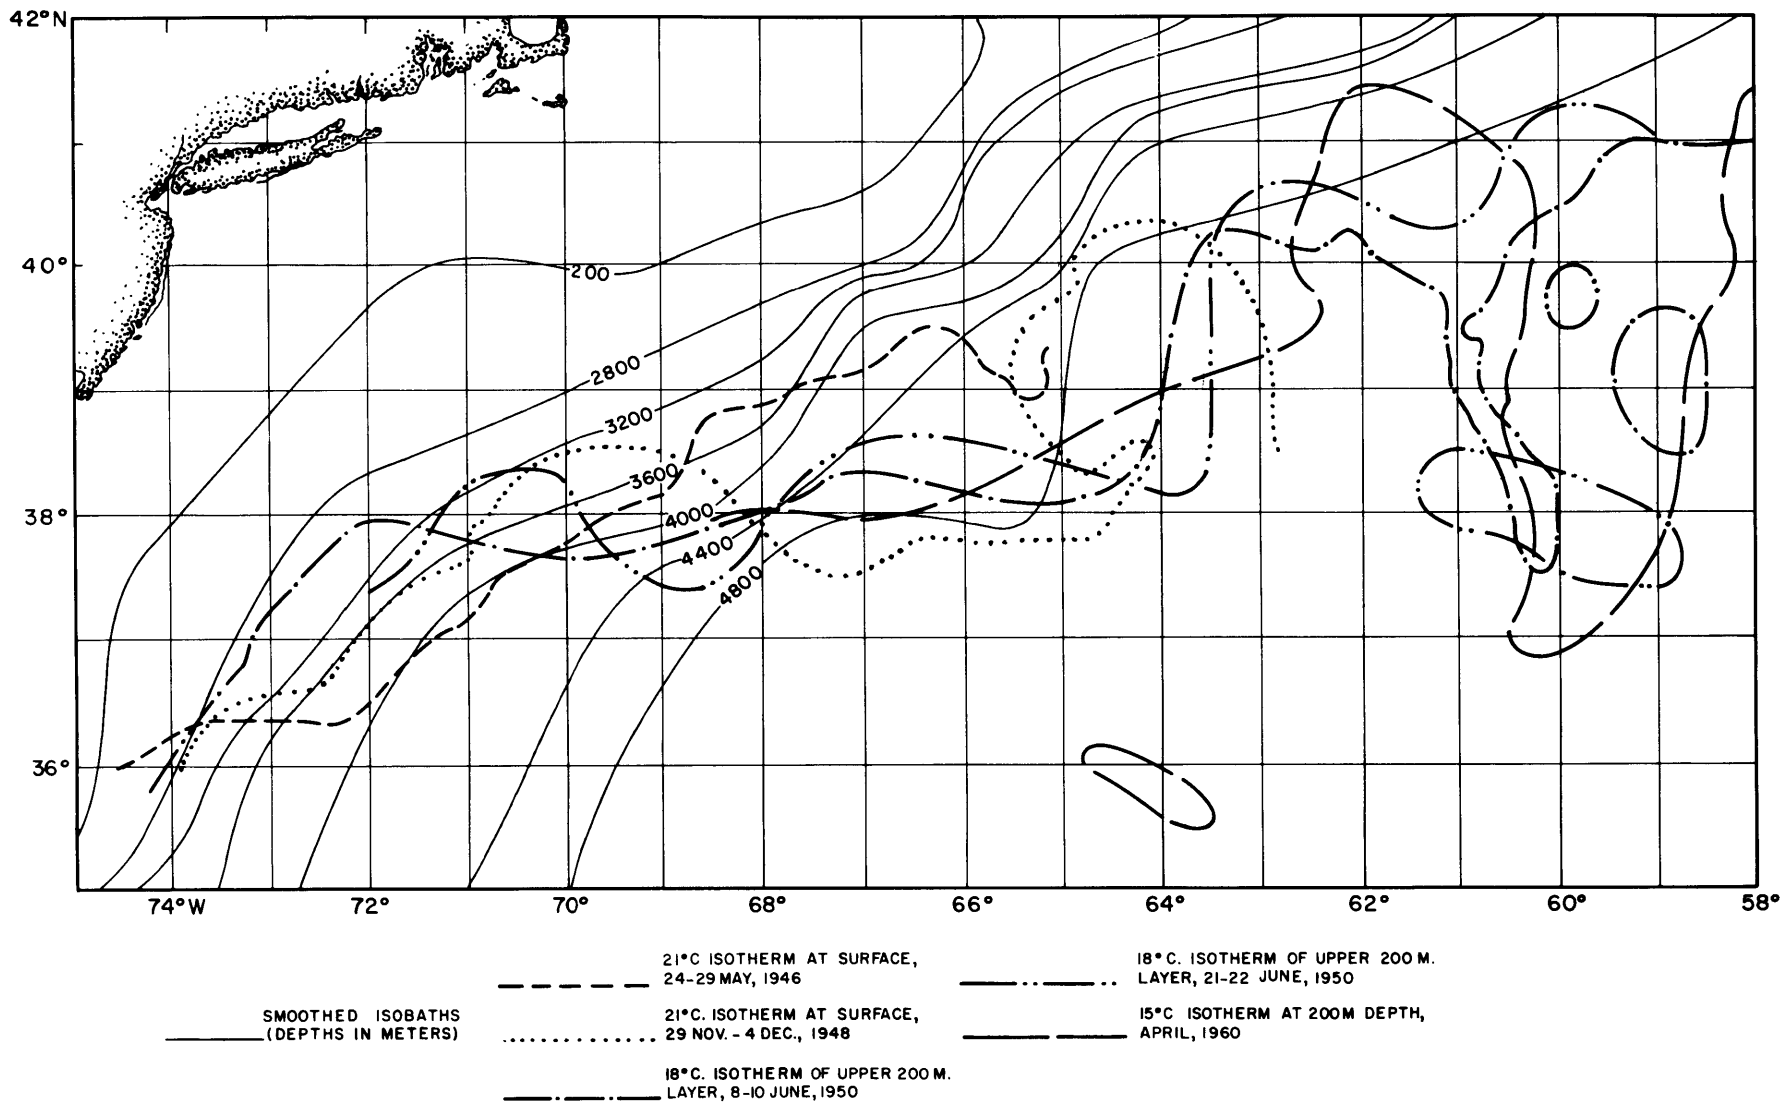 42°N
40°
38°
36°
200
2800
3200
3600
4000
4400
4800
74°W 72° 70° 68° 66° 64° 62° 60° 58°
21°C ISOTHERM AT SURFACE,
24-29 MAY, 1946
18°C. ISOTHERM OF UPPER 200 M.
LAYER, 21-22 JUNE, 1950
SMOOTHED ISOBATHS
(DEPTHS IN METERS)
21°C. ISOTHERM AT SURFACE,
29 NOV. - 4 DEC., 1948
15°C ISOTHERM AT 200M DEPTH,
APRIL, 1960
18°C. ISOTHERM OF UPPER 200 M.
LAYER, 8-10 JUNE, 1950